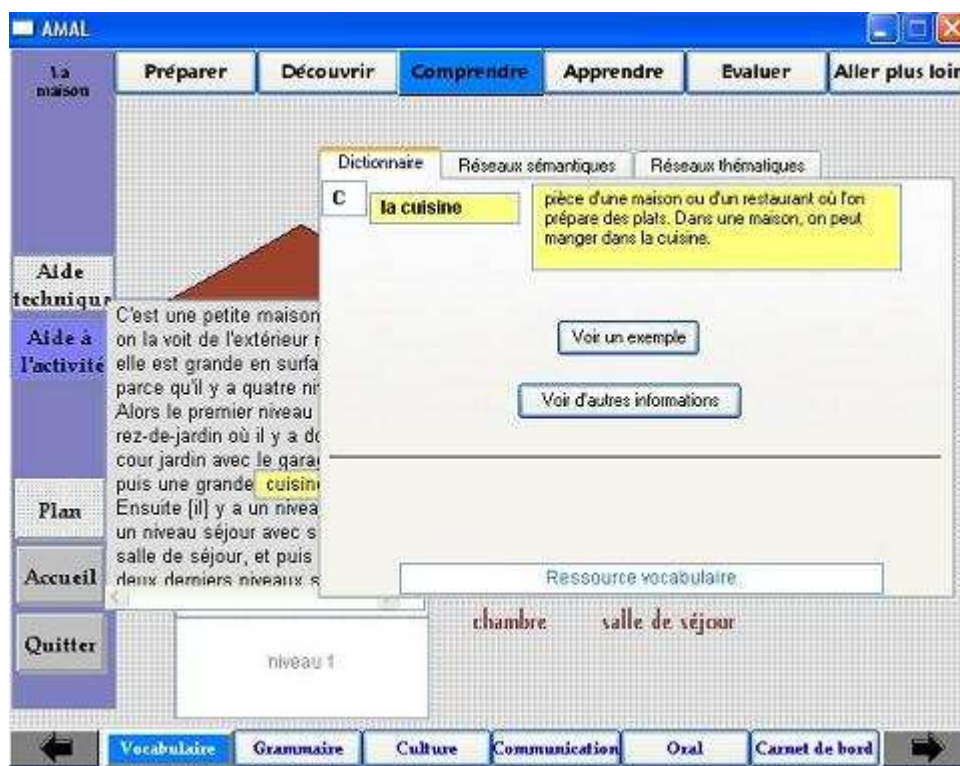 AMAL
La
maison
Préparer
Découvrir
Comprendre
Apprendre
Evaluer
Aller plus loin
Aide
technique
Aide à
l'activité
Plan
Accueil
Quitter
Dictionnaire
Réseaux sémantiques
Réseaux thématiques
C
la cuisine
pièce d'une maison ou d'un restaurant où l'on
prépare des plats. Dans une maison, on peut
manger dans la cuisine.
Voir un exemple
Voir d'autres informations
Ressource vocabulaire
C'est une petite maison
on la voit de l'extérieur
elle est grande en surfa
parce qu'il y a quatre
Alors le premier niveau
rez-de-jardin où il y a
cour jardin avec le
puis une grande cuisine
Ensuite [il] y a un nivea
un niveau séjour avec s
salle de séjour, et puis
deux derniers niveaux s
chambre
salle de séjour
niveau 1
Vocabulaire
Grammaire
Culture
Communication
Oral
Carnet de bord